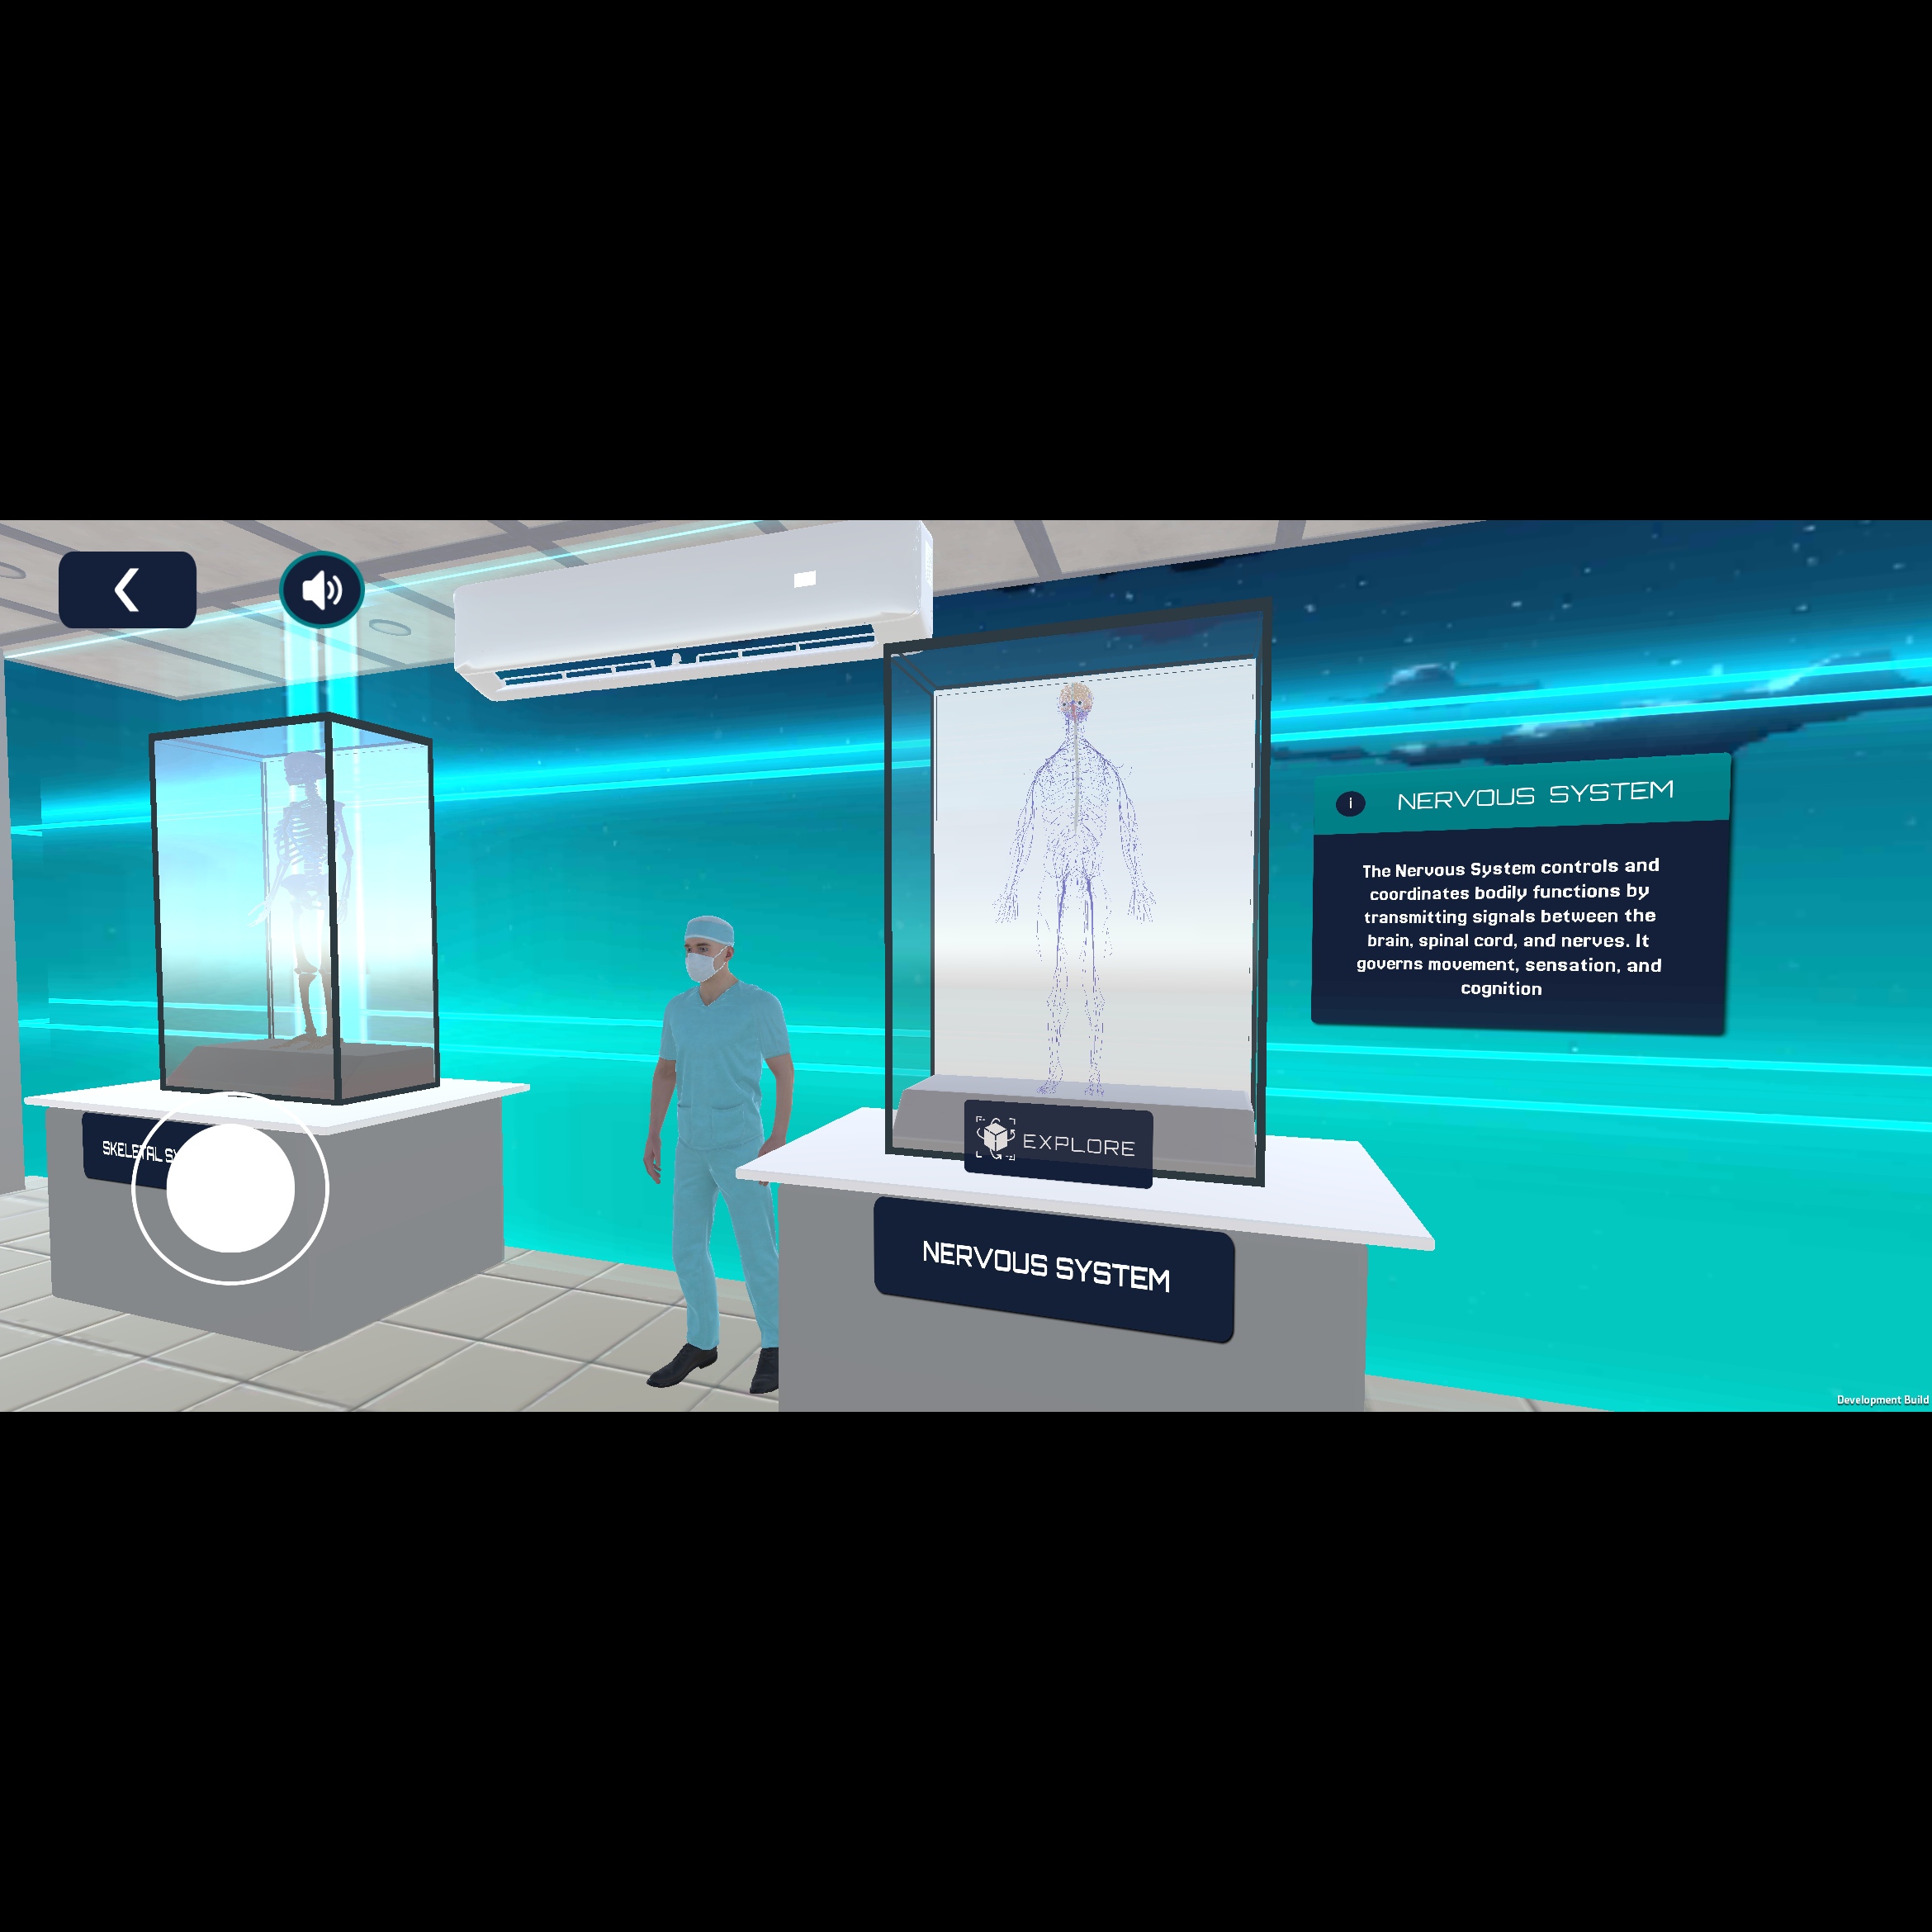 NERVOUS SYSTEM
i
The Nervous System controls and
coordinates bodily functions by
transmitting signals between the
brain, spinal cord, and nerves. It
governs movement, sensation, and
cognition
EXPLORE
SKELETAL
NERVOUS SYSTEM
Development Build